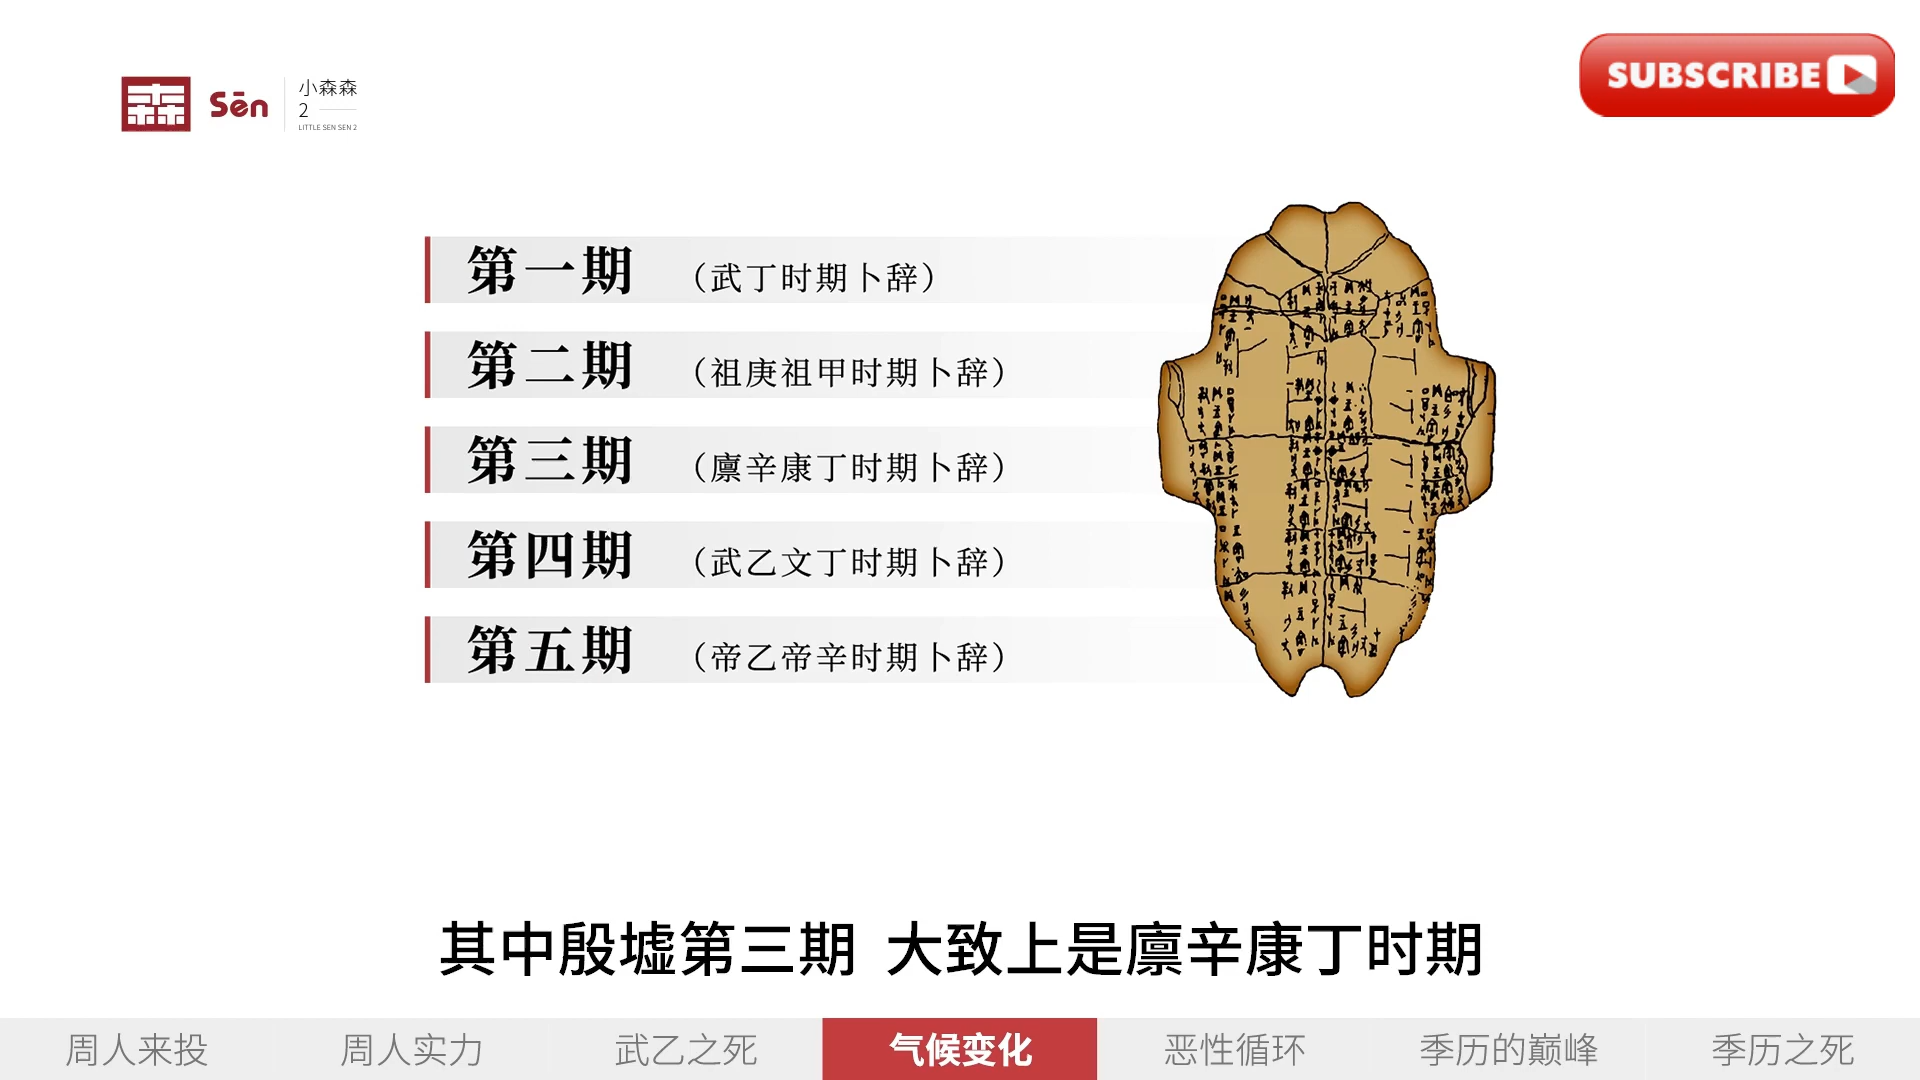 Sēn
小森森
2
LITTLE SEN SEN 2
SUBSCRIBE
第一期 （武丁时期卜辞）
第二期 （祖庚祖甲时期卜辞）
第三期 （廪辛康丁时期卜辞）
第四期 （武乙文丁时期卜辞）
第五期 （帝乙帝辛时期卜辞）
其中殷墟第三期 大致上是廪辛康丁时期
周人来投 周人实力 武乙之死 气候变化 恶性循环 季历的巅峰 季历之死